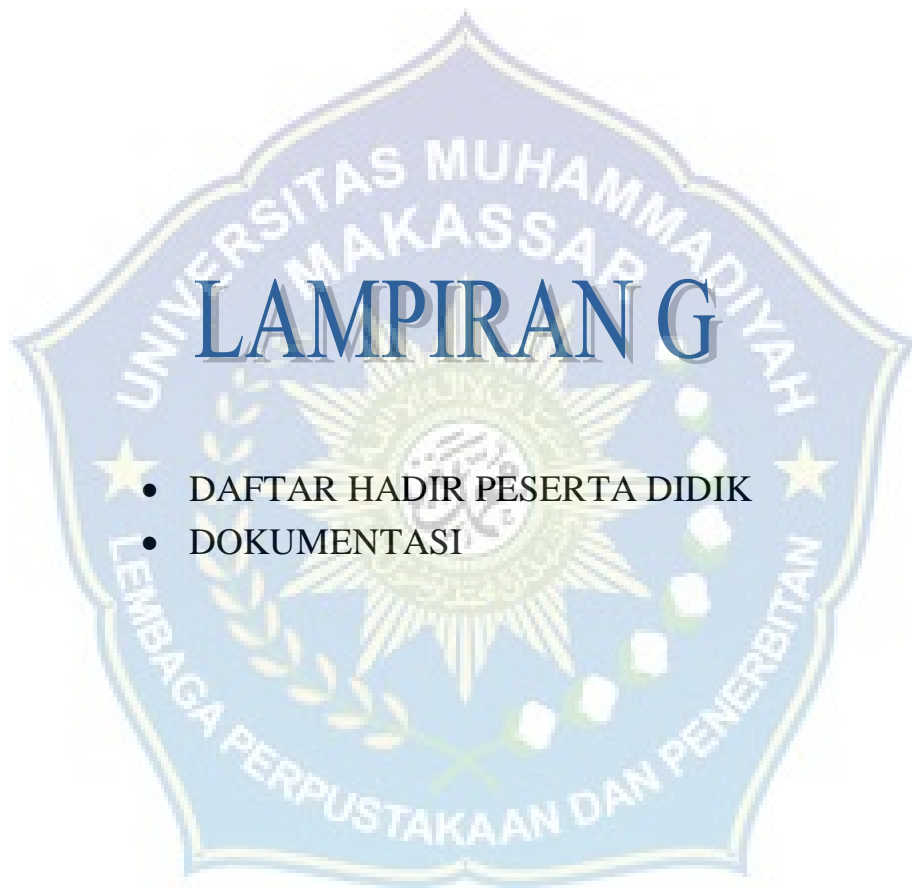 UNIVERSITAS MUHAMMADIYAH
MAKASSAR
LAMPIRAN G
• DAFTAR HADIR PESERTA DIDIK
• DOKUMENTASI
LEMBAGA PERPUSTAKAAN DAN PENERBITAN